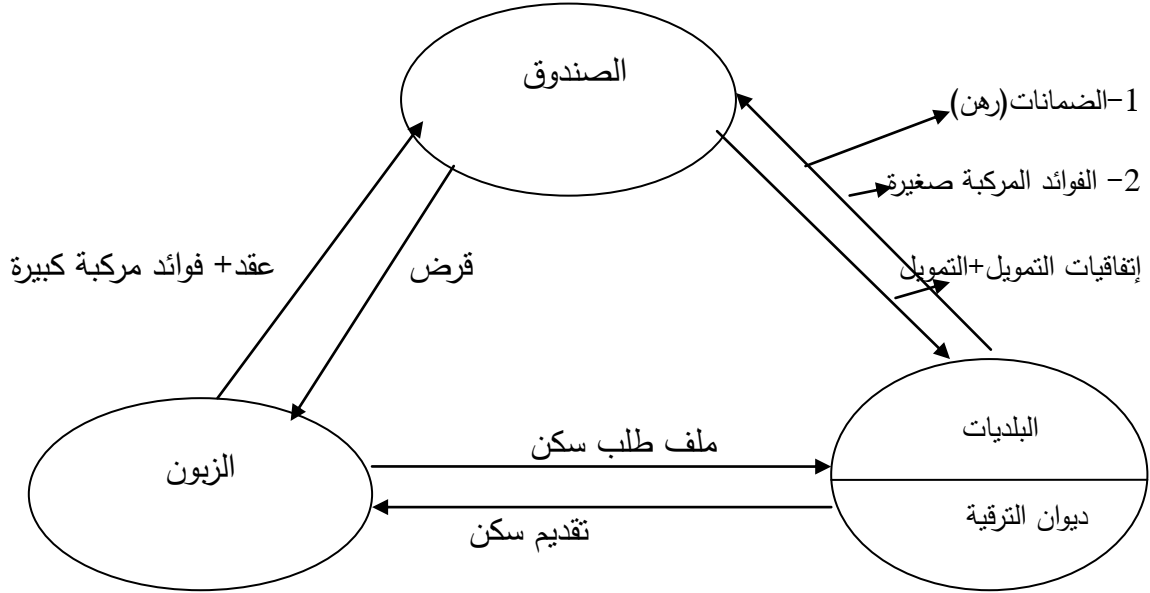 الصندوق
1-الضمانات(رهن)
2- الفوائد المركبة صغيرة
إتفاقيات التمويل+التمويل
عقد+ فوائد مركبة كبيرة
قرض
البلديات
ملف طلب سكن
الزبون
ديوان الترقية
تقديم سكن